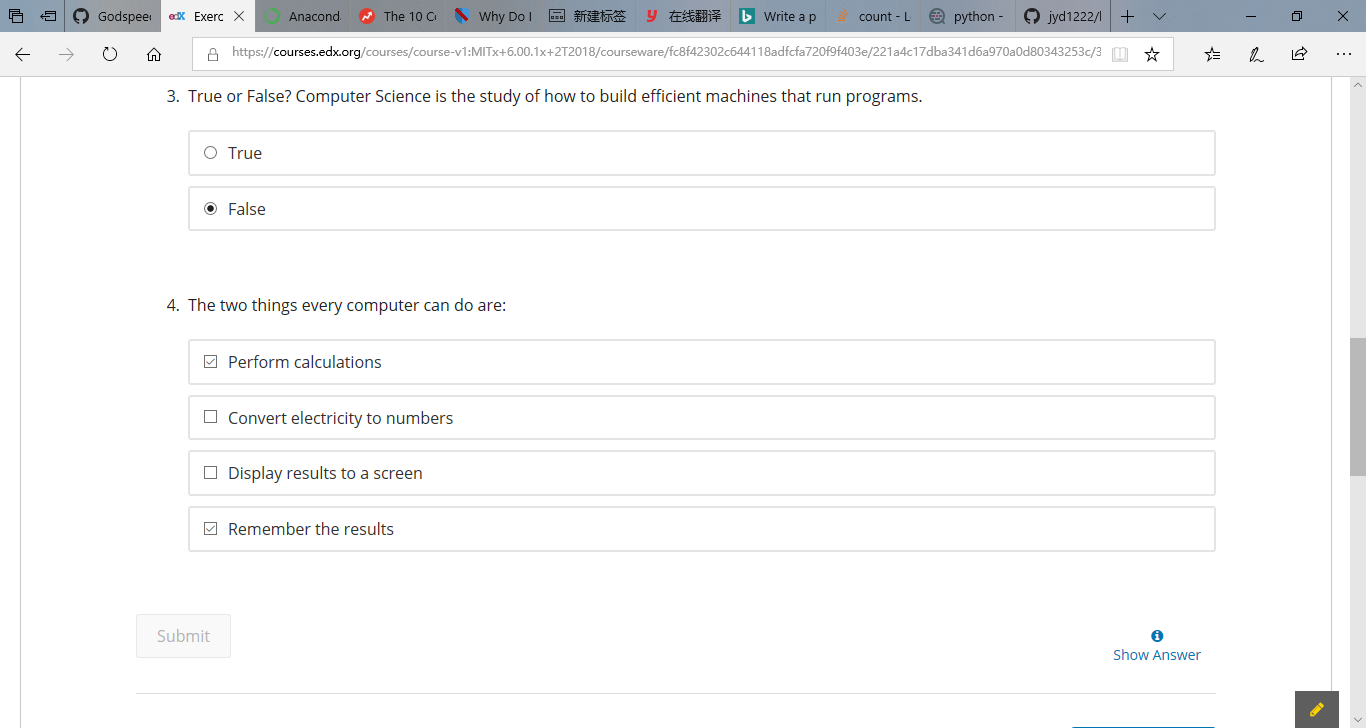 Godspee
edX Exerc
Anacond
The 10 C
Why Do I
新建标签
在线翻译
Write a p
count - L
python -
jyd1222/
https://courses.edx.org/courses/course-v1:MITx+6.00.1x+2T2018/courseware/fc8f42302c644118adfcfa720f9f403e/221a4c17dba341d6a970a0d80343253c/3
3. True or False? Computer Science is the study of how to build efficient machines that run programs.
True
False
4. The two things every computer can do are:
Perform calculations
Convert electricity to numbers
Display results to a screen
Remember the results
Submit
Show Answer